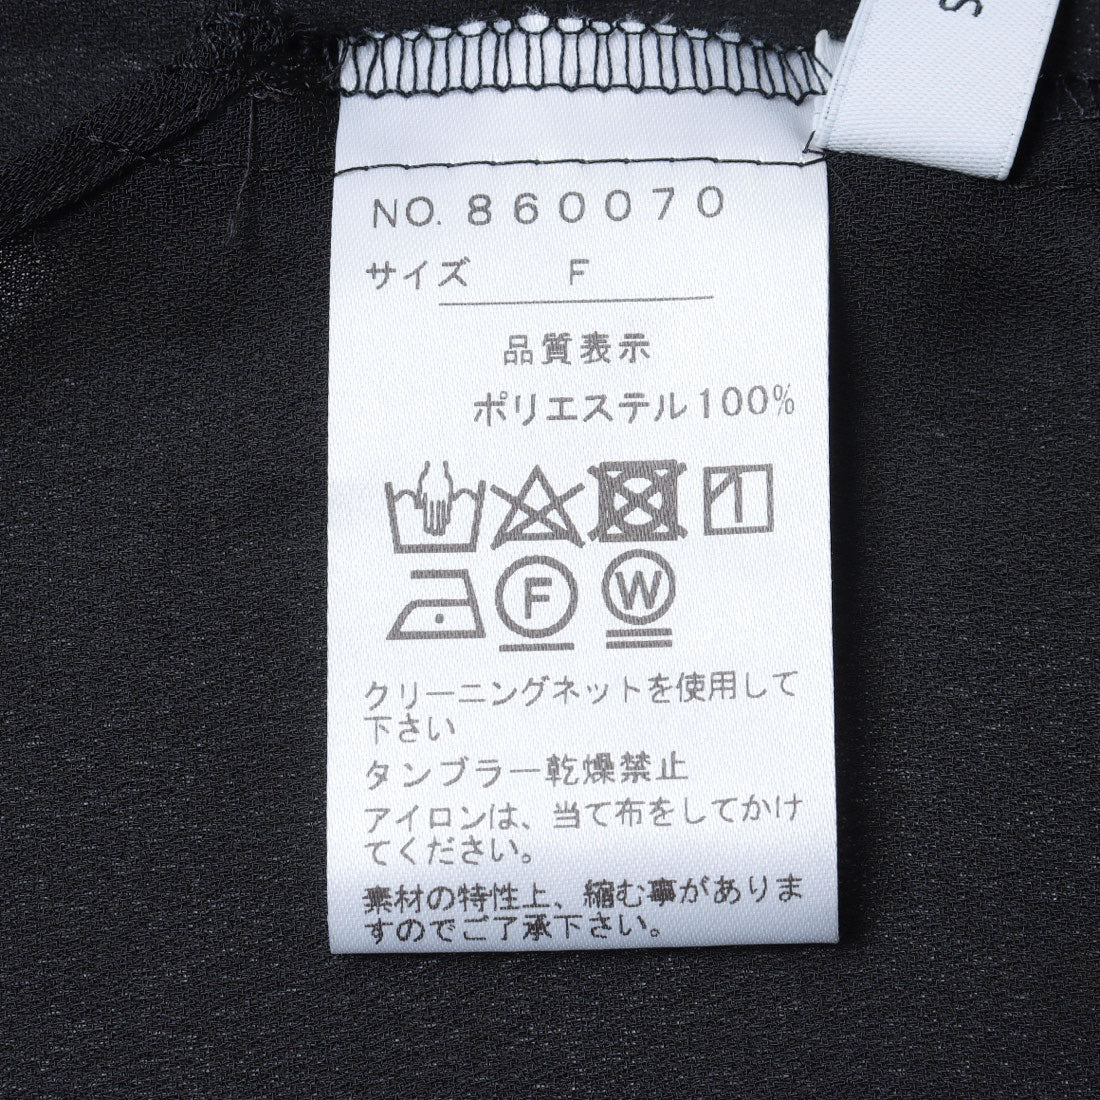 S
NO. 860070
サイズ F
品質表示
ポリエステル100%
F W
クリーニングネットを使用して
下さい
タンブラー乾燥禁止
アイロンは、当て布をしてかけ
てください。
素材の特性上、縮む事がありま
すのでご了承下さい。